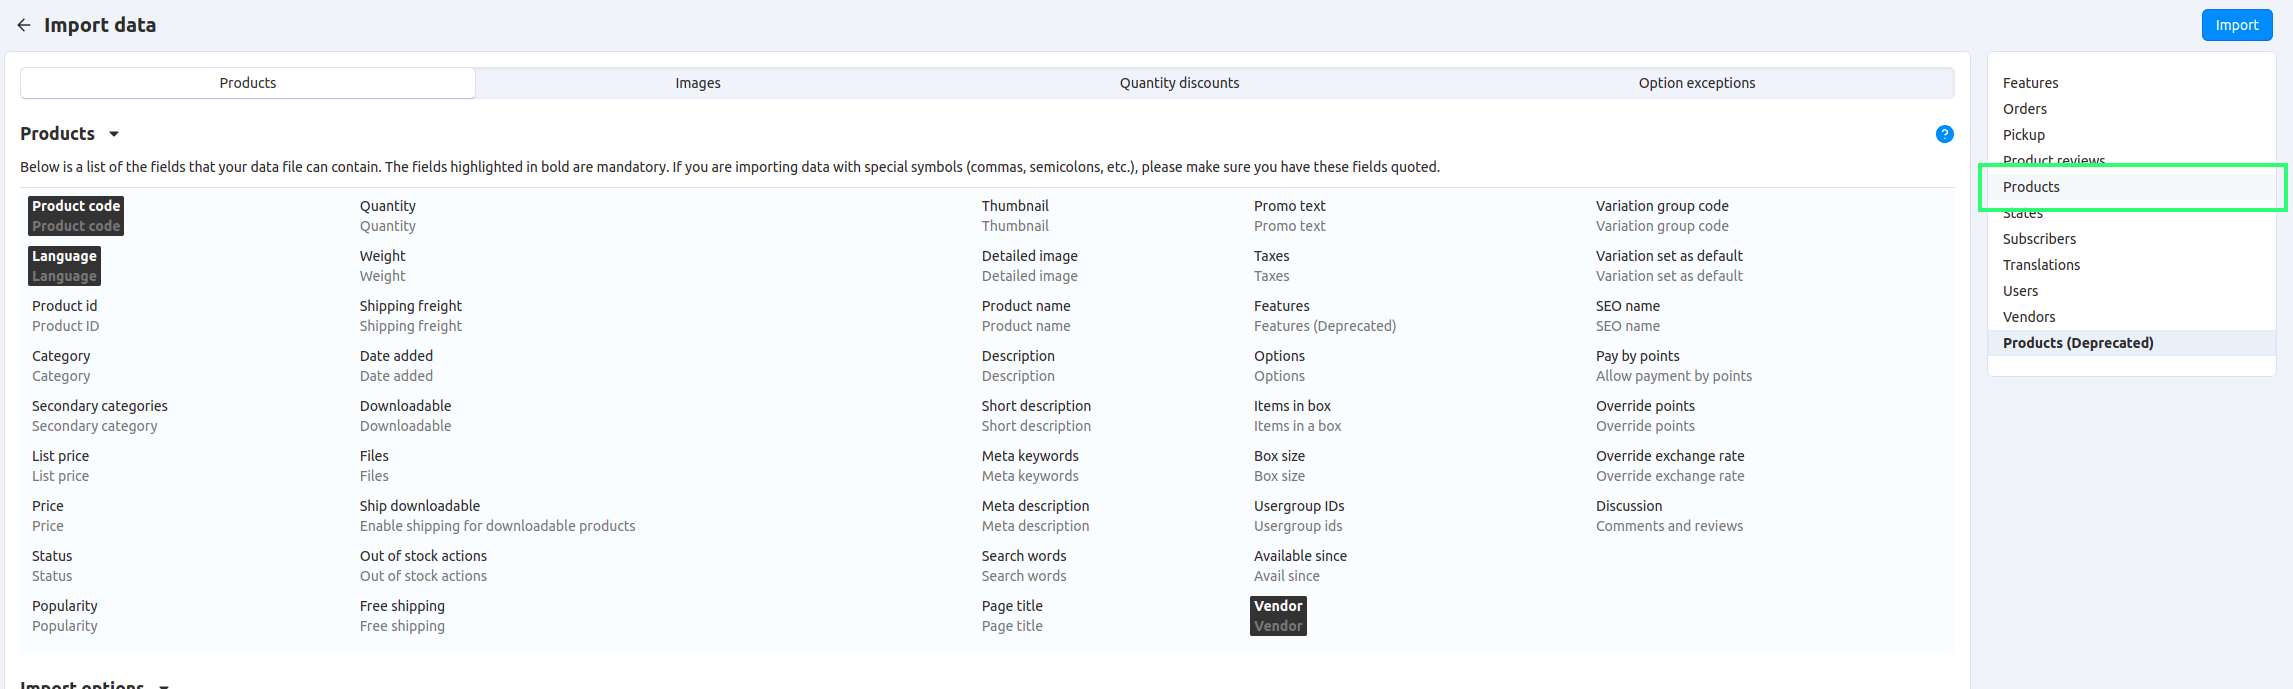 Import data
Import
Products
Images
Quantity discounts
Option exceptions
Products
Below is a list of the fields that your data file can contain. The fields highlighted in bold are mandatory. If you are importing data with special symbols (commas, semicolons, etc.), please make sure you have these fields quoted.
Product code
Product code
Language
Language
Product id
Product ID
Category
Category
Secondary categories
Secondary category
List price
List price
Price
Price
Status
Status
Popularity
Popularity
Quantity
Quantity
Weight
Weight
Shipping freight
Shipping freight
Date added
Date added
Downloadable
Downloadable
Files
Files
Ship downloadable
Enable shipping for downloadable products
Out of stock actions
Out of stock actions
Free shipping
Free shipping
Thumbnail
Thumbnail
Detailed image
Detailed image
Product name
Product name
Description
Description
Short description
Short description
Meta keywords
Meta keywords
Meta description
Meta description
Search words
Search words
Page title
Page title
Promo text
Promo text
Taxes
Taxes
Features
Features (Deprecated)
Options
Options
Items in box
Items in a box
Box size
Box size
Usergroup IDs
Usergroup ids
Available since
Avail since
Vendor
Vendor
Variation group code
Variation group code
Variation set as default
Variation set as default
SEO name
SEO name
Pay by points
Allow payment by points
Override points
Override points
Override exchange rate
Override exchange rate
Discussion
Comments and reviews
Import options
?
Features
Orders
Pickup
Product reviews
Products
States
Subscribers
Translations
Users
Vendors
Products (Deprecated)